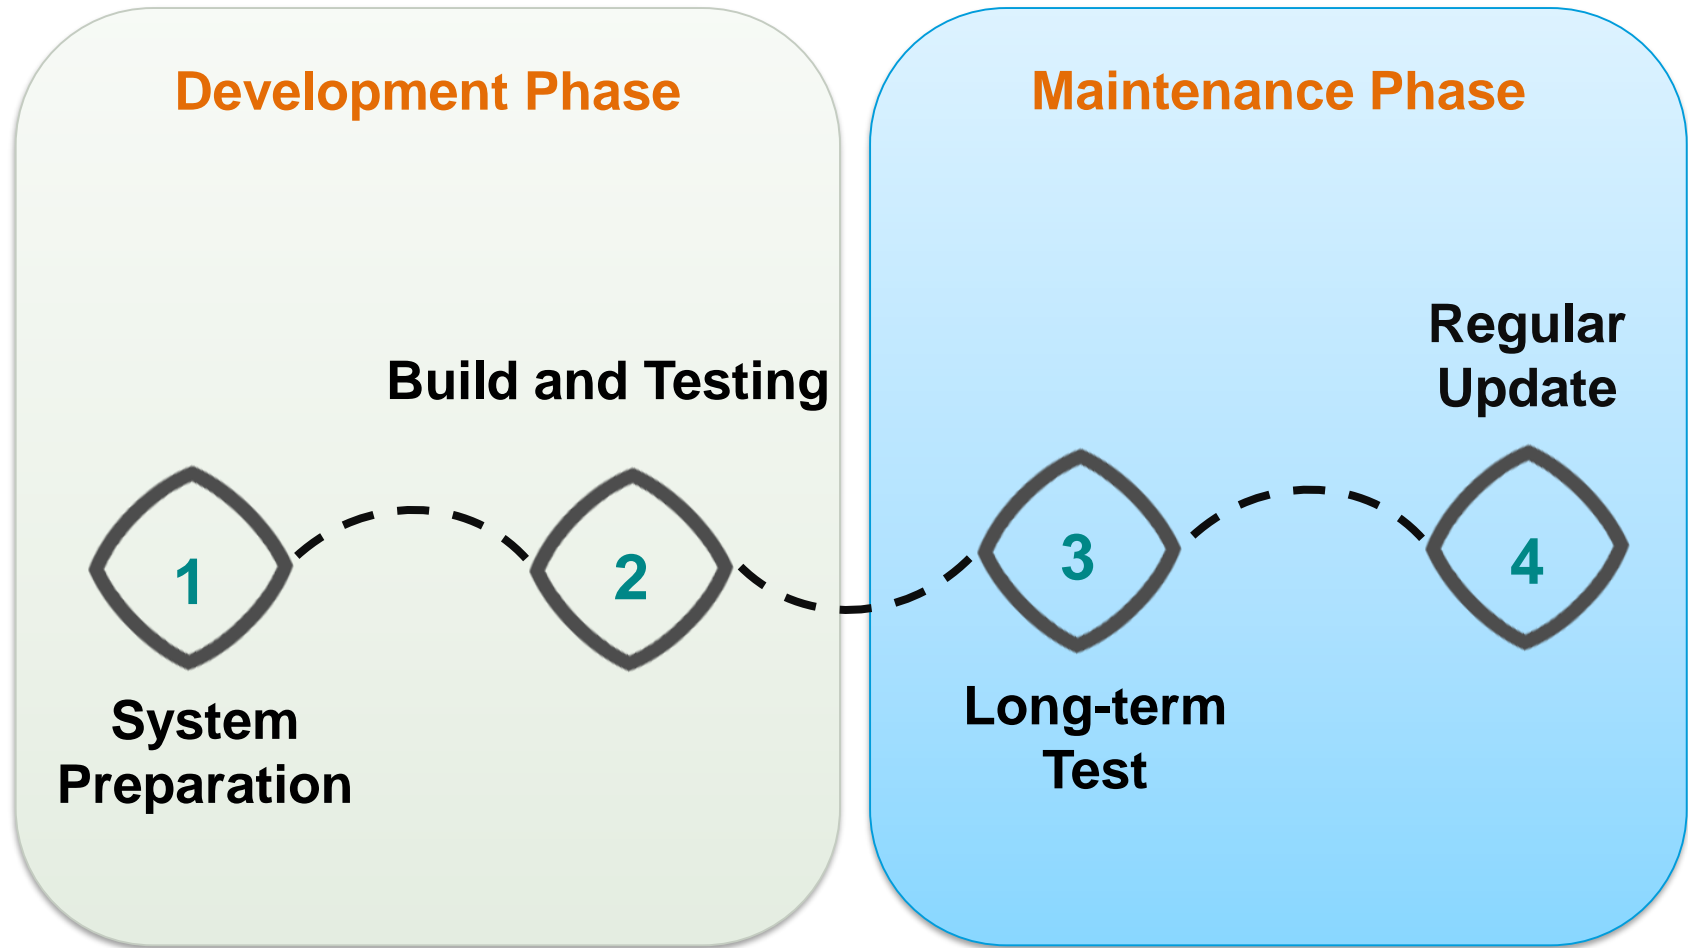 Development Phase
Maintenance Phase
Build and Testing
Regular
Update
1
2
3
4
System
Preparation
Long-term
Test